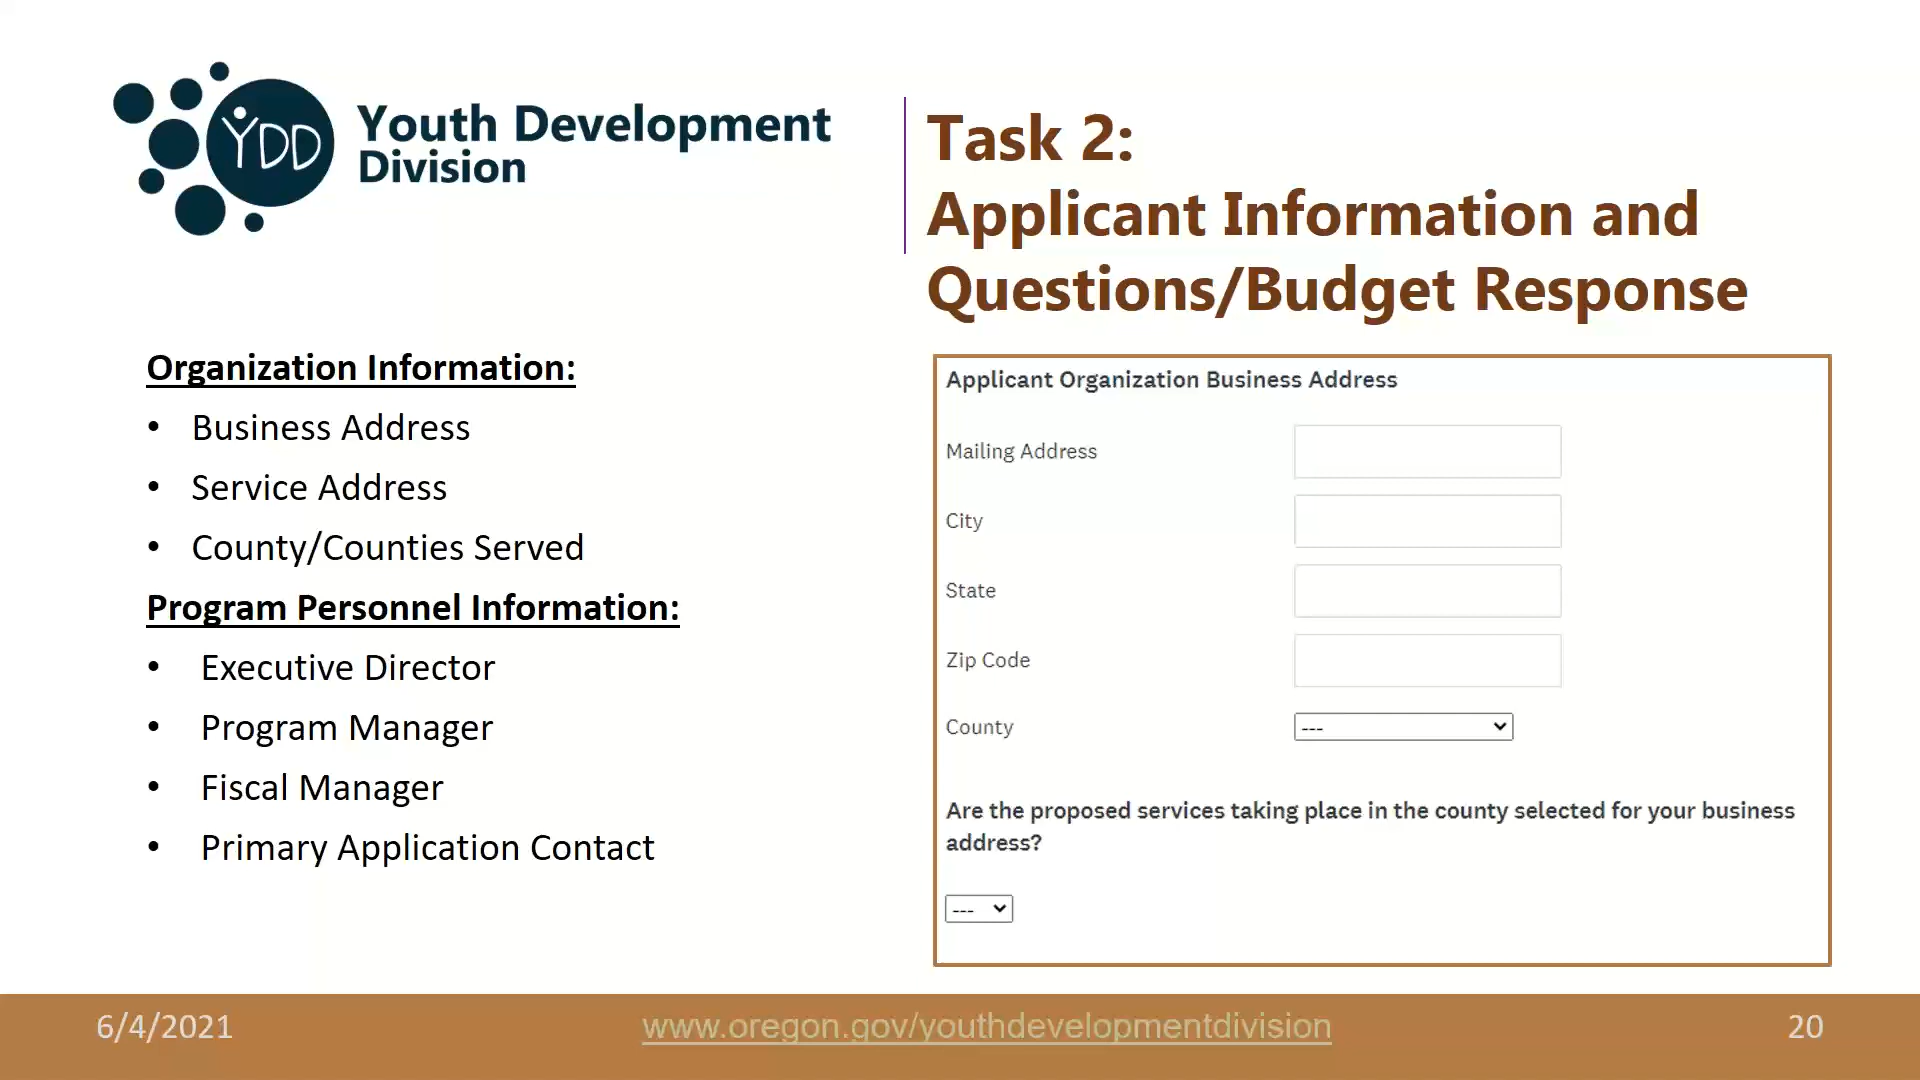 YDD
Youth Development
Division
Task 2:
Applicant Information and
Questions/Budget Response
Organization Information:
• Business Address
• Service Address
• County/Counties Served
Program Personnel Information:
• Executive Director
• Program Manager
• Fiscal Manager
• Primary Application Contact
Applicant Organization Business Address
Mailing Address
City
State
Zip Code
County ---
Are the proposed services taking place in the county selected for your business
address?
---
6/4/2021
www.oregon.gov/youthdevelopmentdivision
20